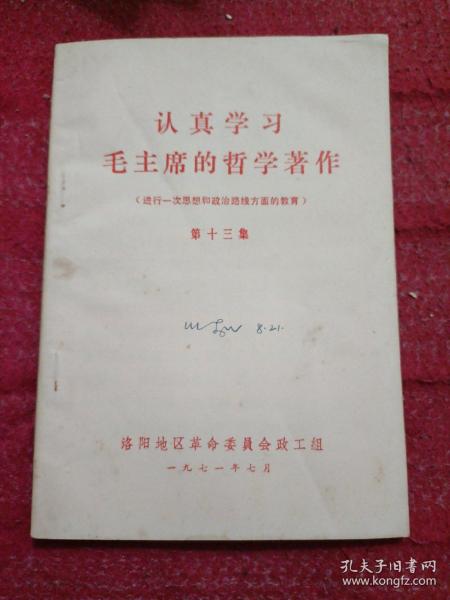 认真学习
毛主席的哲学著作
（进行一次思想和政治路线方面的教育）
第十三集
8.21.
洛阳地区革命委員会政工组
一九七一年七月
孔夫子旧书网
www.kongfz.com